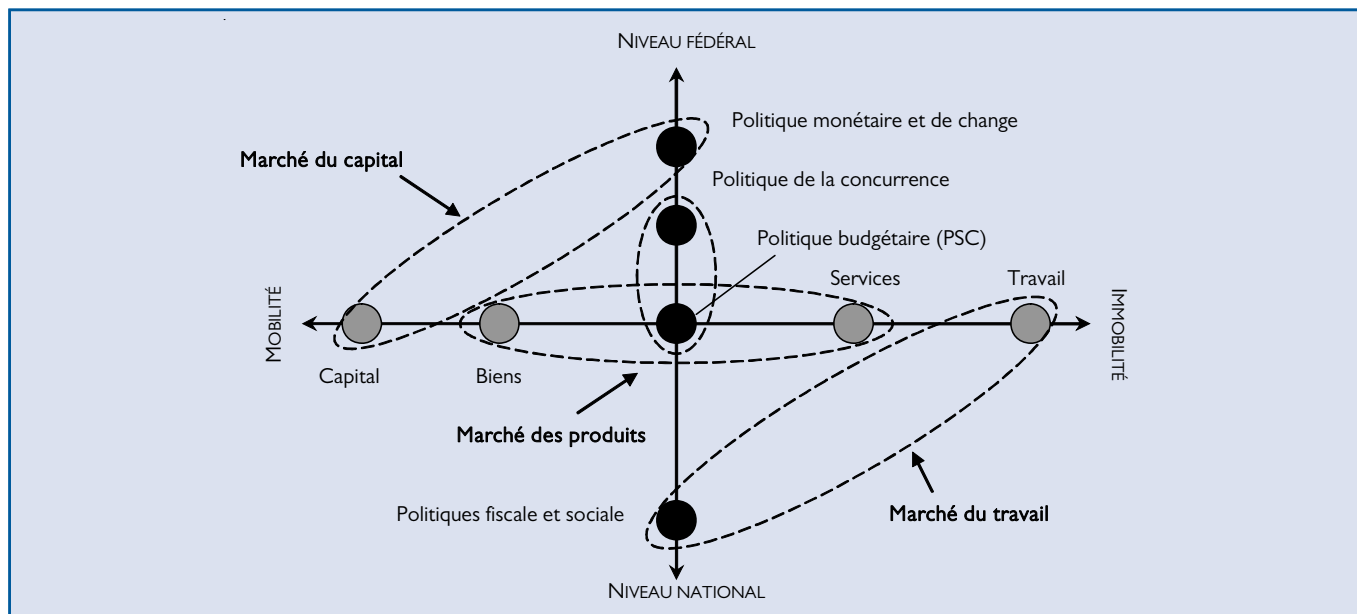 NIVEAU FÉDÉRAL
Politique monétaire et de change
Marché du capital
Politique de la concurrence
Politique budgétaire (PSC)
Services
Travail
MOBILITÉ
IMMOBILITÉ
Capital
Biens
Marché des produits
Politiques fiscale et sociale
Marché du travail
NIVEAU NATIONAL